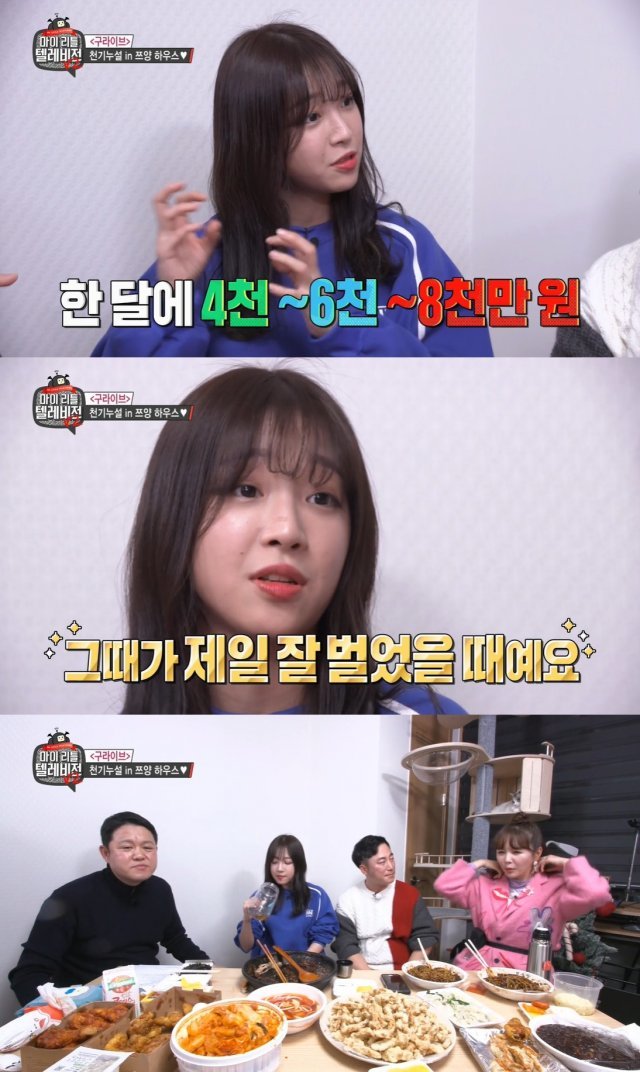 마이 리틀
텔레비전
<구라이브>
천기누설 in 쯔양 하우스♥
한 달에 4천 ~6천 ~8천만 원
마이 리틀
텔레비전
<구라이브>
천기누설 in 쯔양 하우스♥
그때가 제일 잘 벌었을 때예요
마이 리틀
텔레비전
<구라이브>
천기누설 in 쯔양 하우스♥